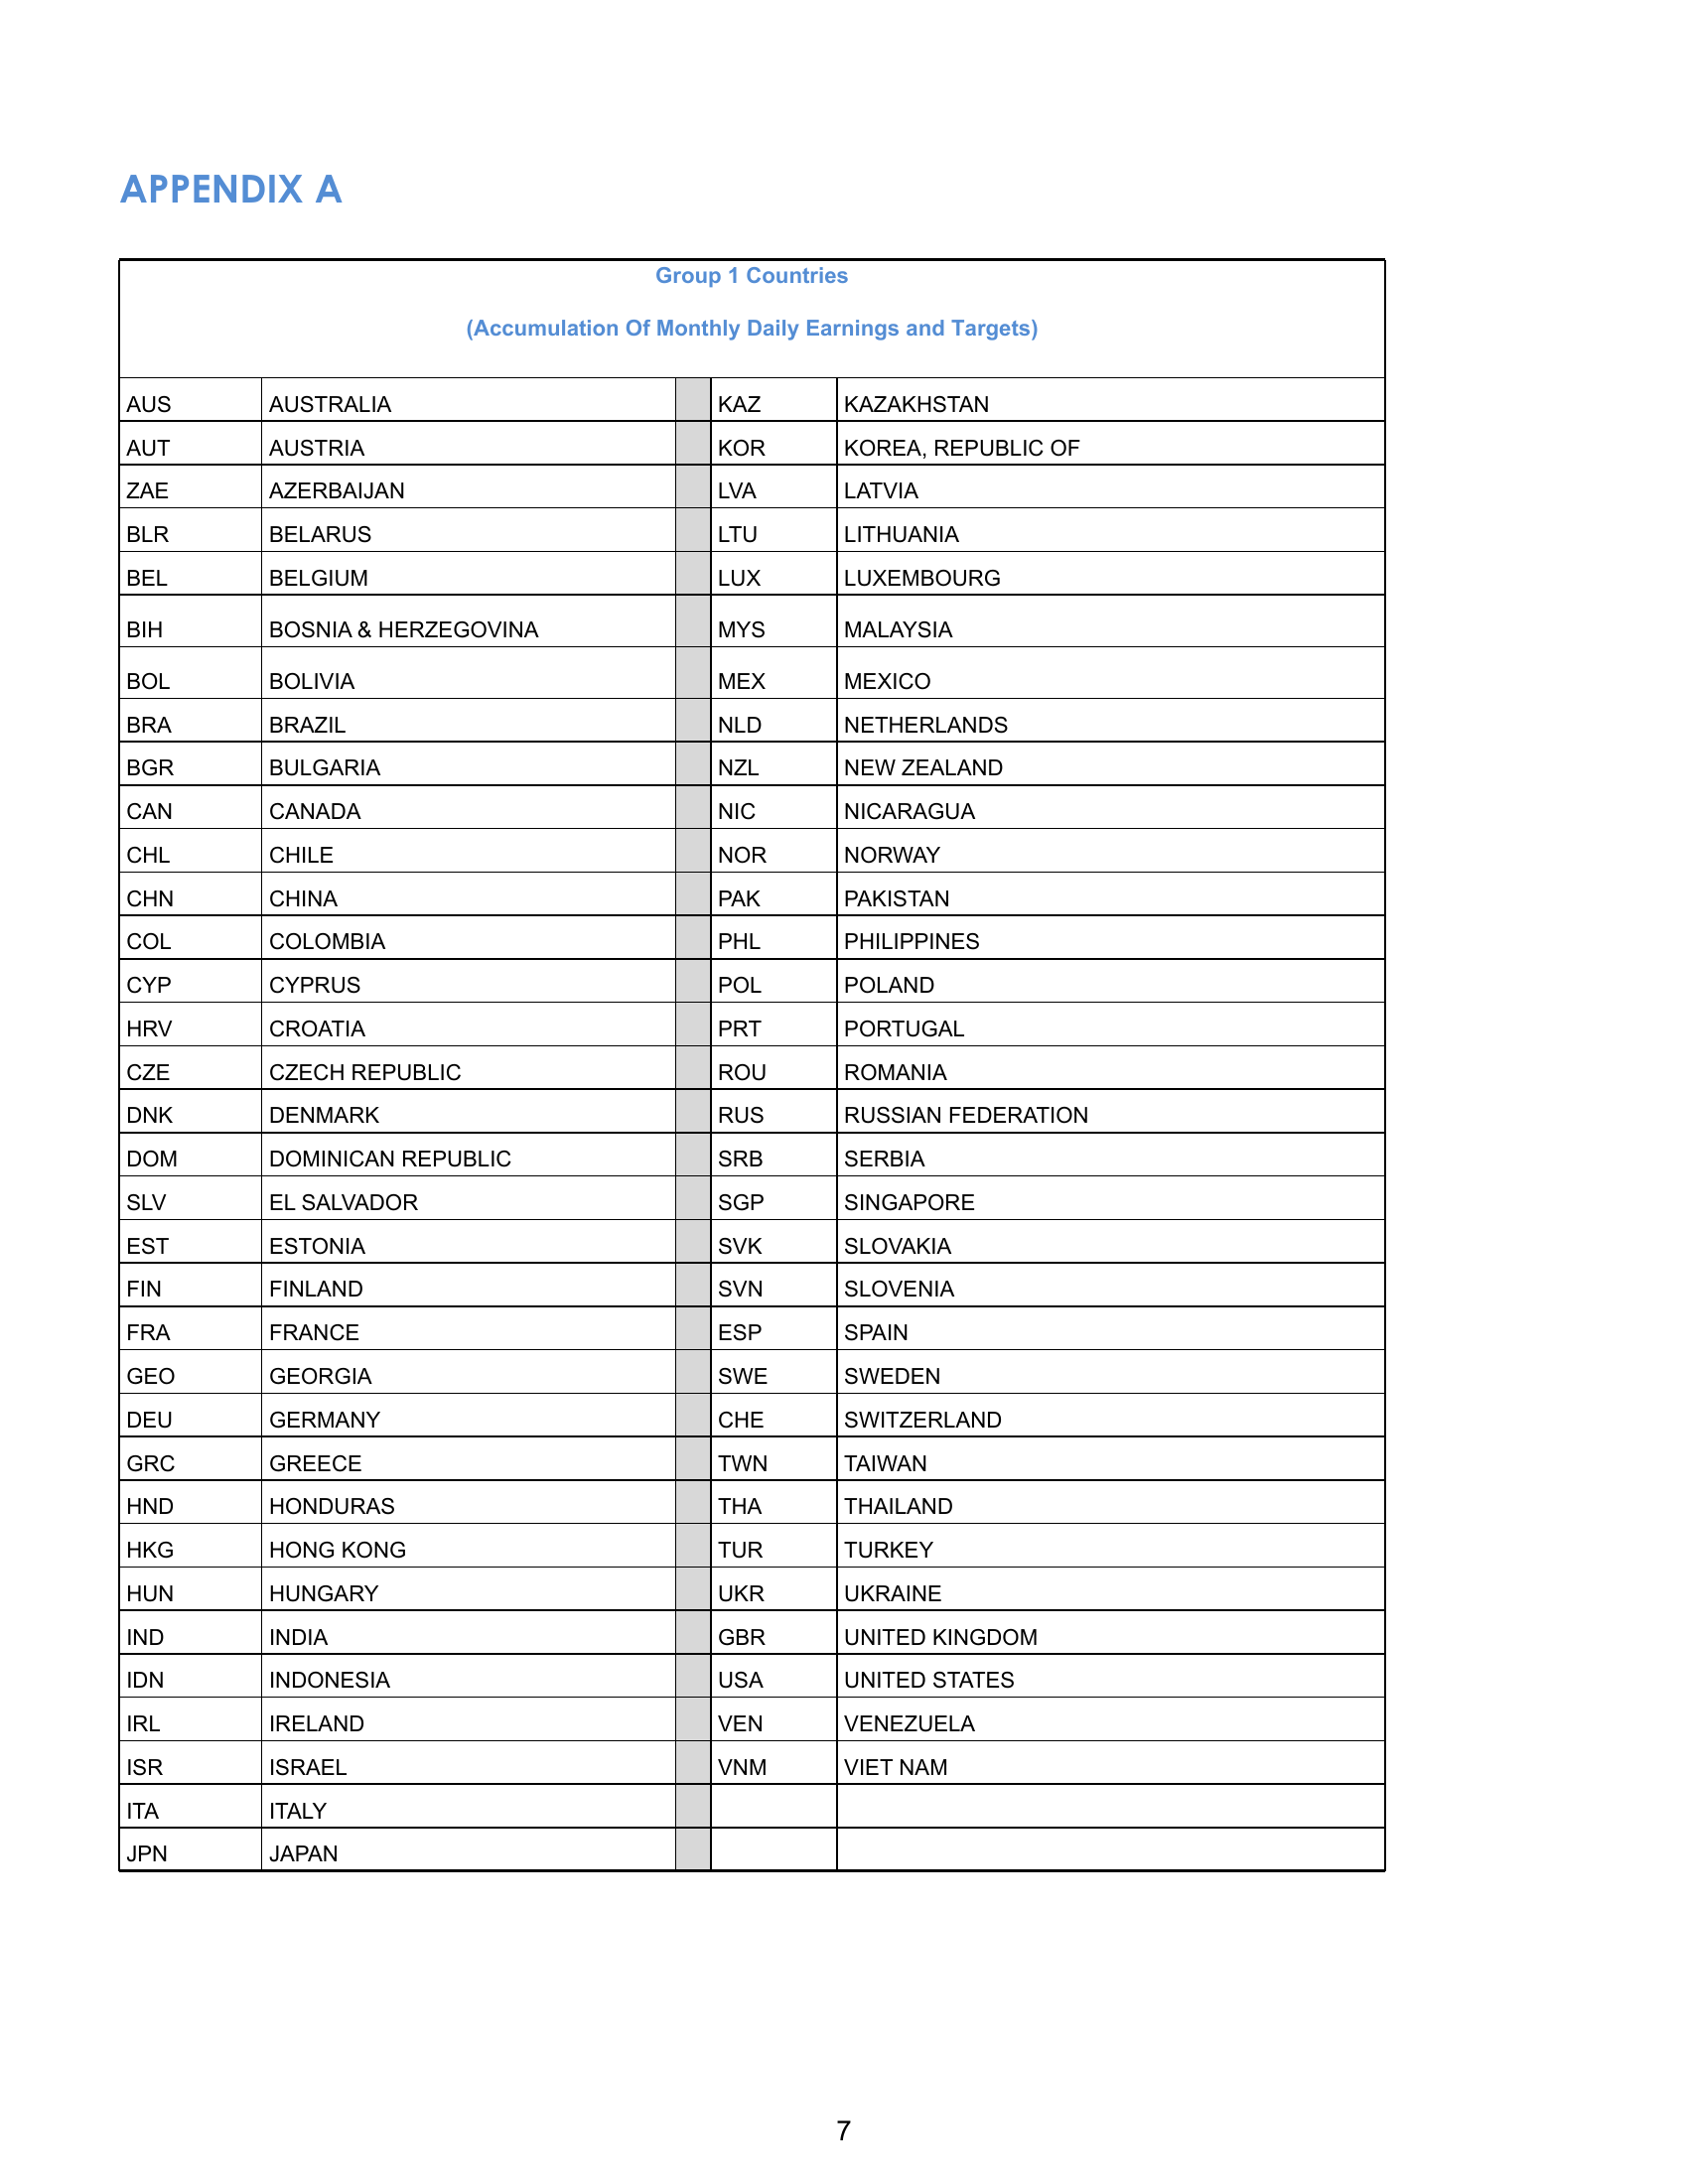 APPENDIX A
Group 1 Countries
(Accumulation Of Monthly Daily Earnings and Targets)
AUS AUSTRALIA KAZ KAZAKHSTAN
AUT AUSTRIA KOR KOREA, REPUBLIC OF
ZAE AZERBAIJAN LVA LATVIA
BLR BELARUS LTU LITHUANIA
BEL BELGIUM LUX LUXEMBOURG
BIH BOSNIA & HERZEGOVINA MYS MALAYSIA
BOL BOLIVIA MEX MEXICO
BRA BRAZIL NLD NETHERLANDS
BGR BULGARIA NZL NEW ZEALAND
CAN CANADA NIC NICARAGUA
CHL CHILE NOR NORWAY
CHN CHINA PAK PAKISTAN
COL COLOMBIA PHL PHILIPPINES
CYP CYPRUS POL POLAND
HRV CROATIA PRT PORTUGAL
CZE CZECH REPUBLIC ROU ROMANIA
DNK DENMARK RUS RUSSIAN FEDERATION
DOM DOMINICAN REPUBLIC SRB SERBIA
SLV EL SALVADOR SGP SINGAPORE
EST ESTONIA SVK SLOVAKIA
FIN FINLAND SVN SLOVENIA
FRA FRANCE ESP SPAIN
GEO GEORGIA SWE SWEDEN
DEU GERMANY CHE SWITZERLAND
GRC GREECE TWN TAIWAN
HND HONDURAS THA THAILAND
HKG HONG KONG TUR TURKEY
HUN HUNGARY UKR UKRAINE
IND INDIA GBR UNITED KINGDOM
IDN INDONESIA USA UNITED STATES
IRL IRELAND VEN VENEZUELA
ISR ISRAEL VNM VIET NAM
ITA ITALY
JPN JAPAN
7